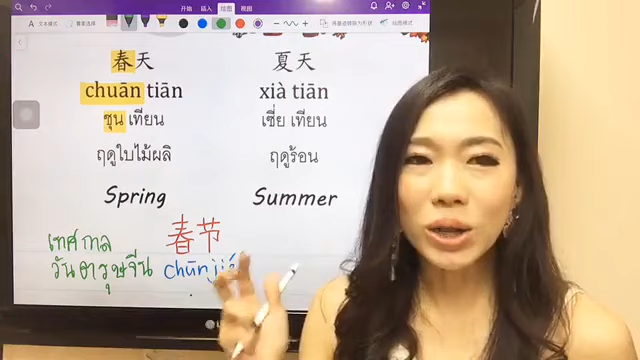 春天
chuān tiān
ชุน เทียน
ฤดูใบไม้ผลิ
Spring
夏天
xià tiān
เซี่ย เทียน
ฤดูร้อน
Summer
เทศกาล
วันตารุษจีน
春节
chūnjié